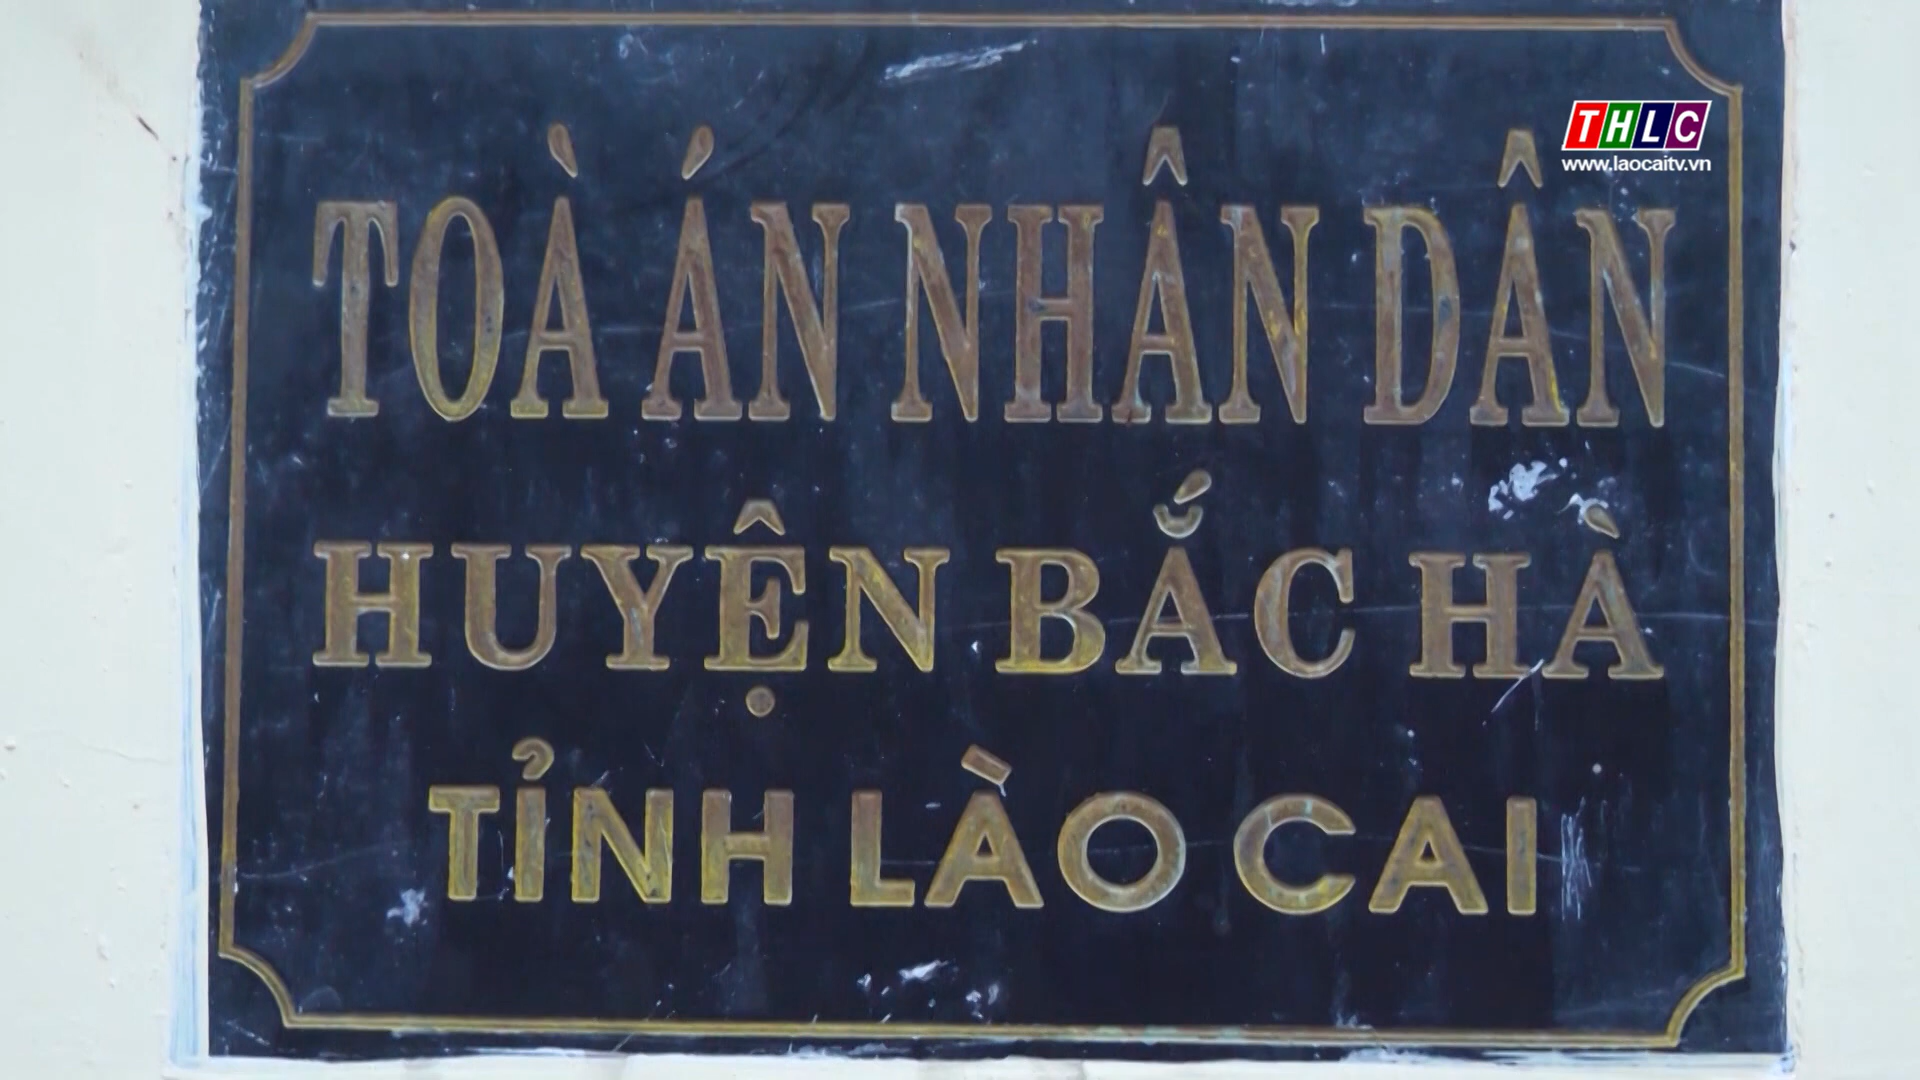 THLC
www.laocaitv.vn
TOÀ ÁN NHÂN DÂN
HUYỆN BẮC HÀ
TỈNH LÀO CAI